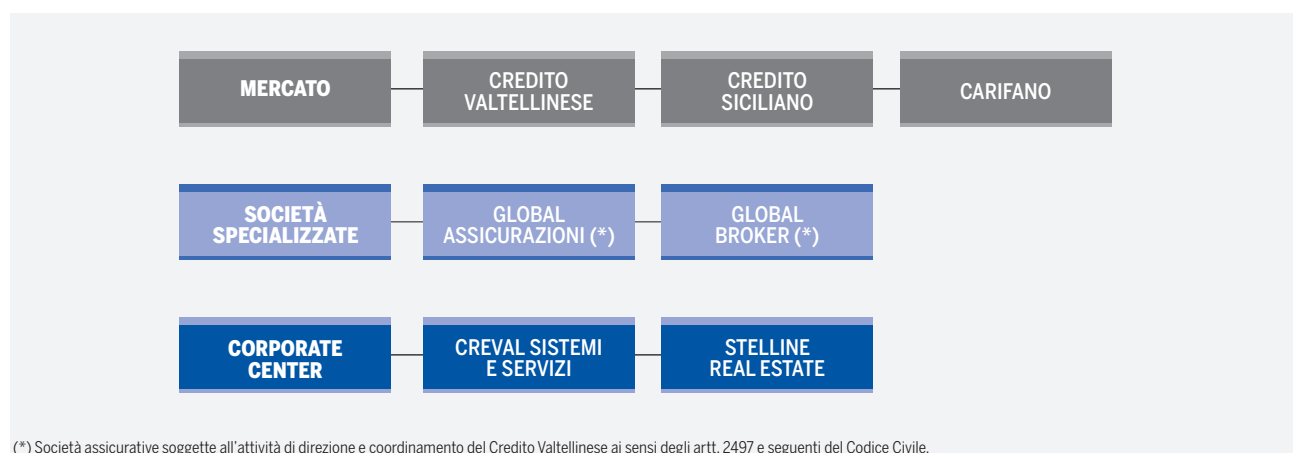 MERCATO
CREDITO
VALTELLINESE
CREDITO
SICILIANO
CARIFANO
SOCIETÀ
SPECIALIZZATE
GLOBAL
ASSICURAZIONI (*)
GLOBAL
BROKER (*)
CORPORATE
CENTER
CREVAL SISTEMI
E SERVIZI
STELLINE
REAL ESTATE
(*) Società assicurative soggette all'attività di direzione e coordinamento del Credito Valtellinese ai sensi degli artt. 2497 e seguenti del Codice Civile.